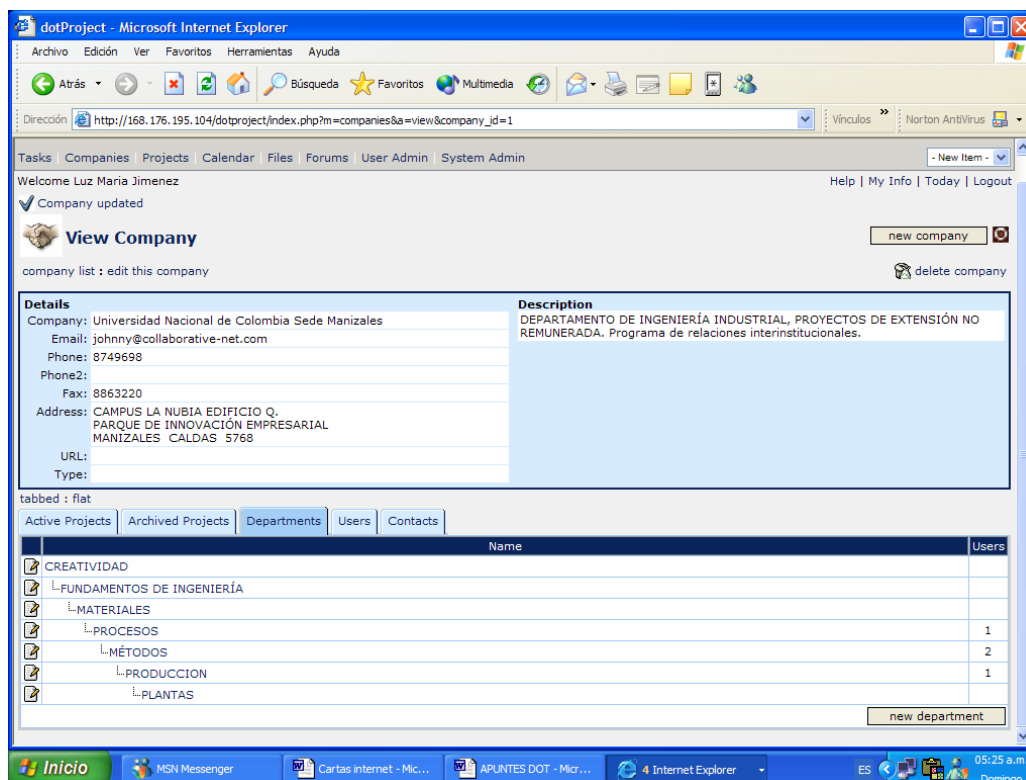 dotProject - Microsoft Internet Explorer
Archivo Edición Ver Favoritos Herramientas Ayuda
Atrás Búsqueda Favoritos Multimedia
Dirección http://168.176.195.104/dotproject/index.php?m=companies&a=view&company_id=1 Vínculos » Norton AntiVirus
Tasks | Companies | Projects | Calendar | Files | Forums | User Admin | System Admin - New Item -
Welcome Luz Maria Jimenez Help | My Info | Today | Logout
Company updated
View Company new company
company list : edit this company delete company
Details Description
Company: Universidad Nacional de Colombia Sede Manizales DEPARTAMENTO DE INGENIERÍA INDUSTRIAL, PROYECTOS DE EXTENSIÓN NO
Email: johnny@collaborative-net.com REMUNERADA. Programa de relaciones interinstitucionales.
Phone: 8749698
Phone2:
Fax: 8863220
Address: CAMPUS LA NUBIA EDIFICIO Q.
PARQUE DE INNOVACIÓN EMPRESARIAL
MANIZALES CALDAS 5768
URL:
Type:
tabbed : flat
Active Projects Archived Projects Departments Users Contacts
Name Users
CREATIVIDAD
FUNDAMENTOS DE INGENIERÍA
MATERIALES
PROCESOS 1
MÉTODOS 2
PRODUCCION 1
PLANTAS
new department
Inicio MSN Messenger Cartas internet - Mic... APUNTES DOT - Micr... 4 Internet Explorer ES 05:25 a.m.
Domingo